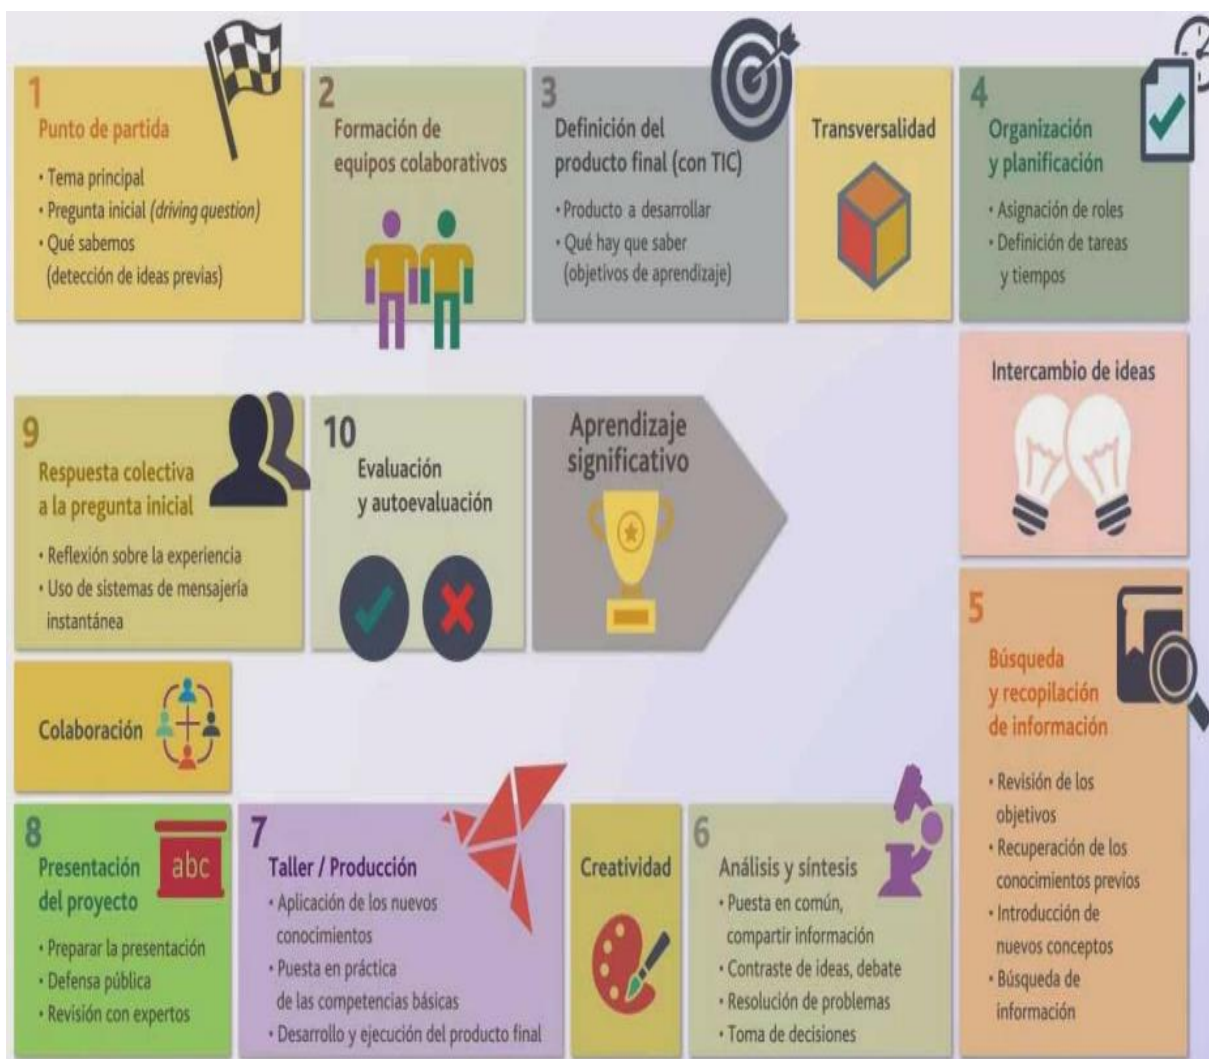 1
Punto de partida
• Tema principal
• Pregunta inicial (driving question)
• Qué sabemos
(detección de ideas previas)
2
Formación de
equipos colaborativos
3
Definición del
producto final (con TIC)
• Producto a desarrollar
• Qué hay que saber
(objetivos de aprendizaje)
Transversalidad
4
Organización
y planificación
• Asignación de roles
• Definición de tareas
y tiempos
Intercambio de ideas
5
Búsqueda
y recopilación
de información
• Revisión de los
objetivos
• Recuperación de los
conocimientos previos
• Introducción de
nuevos conceptos
• Búsqueda de
información
6
Análisis y síntesis
• Puesta en común,
compartir información
• Contraste de ideas, debate
• Resolución de problemas
• Toma de decisiones
Creatividad
7
Taller / Producción
• Aplicación de los nuevos
conocimientos
• Puesta en práctica
de las competencias básicas
• Desarrollo y ejecución del producto final
8
Presentación
del proyecto
abc
• Preparar la presentación
• Defensa pública
• Revisión con expertos
Colaboración
9
Respuesta colectiva
a la pregunta inicial
• Reflexión sobre la experiencia
• Uso de sistemas de mensajería
instantánea
10
Evaluación
y autoevaluación
Aprendizaje
significativo